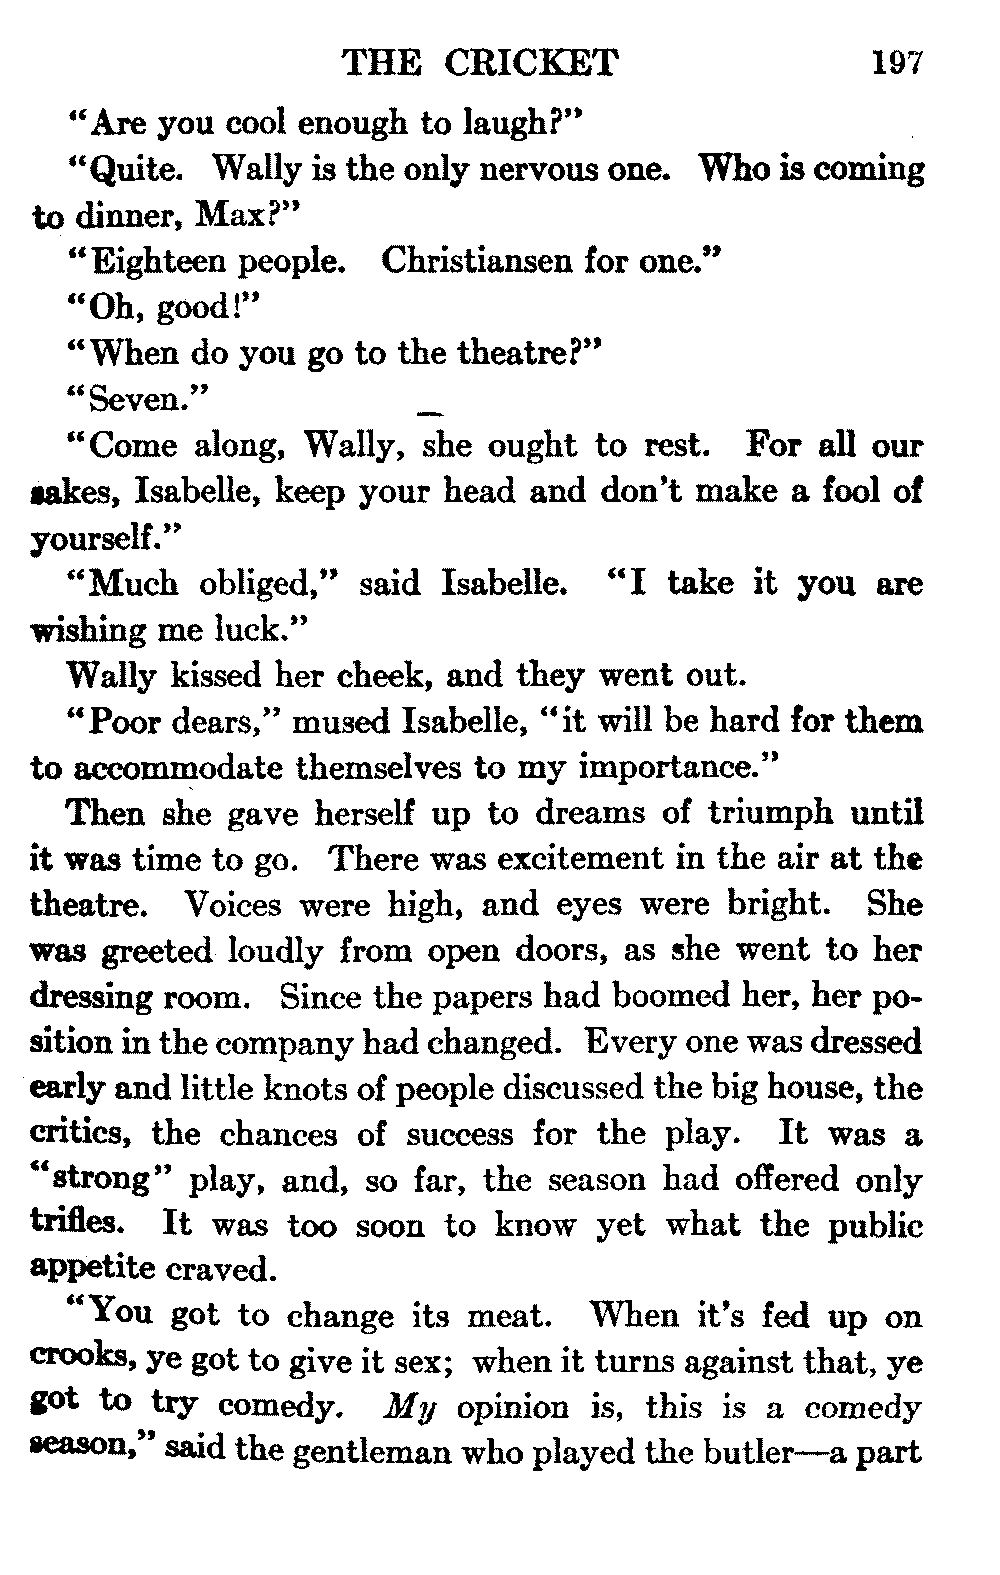 THE CRICKET 197
"Are you cool enough to laugh?"
"Quite. Wally is the only nervous one. Who is coming
to dinner, Max?"
"Eighteen people. Christiansen for one."
"Oh, good!"
"When do you go to the theatre?"
"Seven."
"Come along, Wally, she ought to rest. For all our
sakes, Isabelle, keep your head and don't make a fool of
yourself."
"Much obliged," said Isabelle. "I take it you are
wishing me luck."
Wally kissed her cheek, and they went out.
"Poor dears," mused Isabelle, "it will be hard for them
to accommodate themselves to my importance."
Then she gave herself up to dreams of triumph until
it was time to go. There was excitement in the air at the
theatre. Voices were high, and eyes were bright. She
was greeted loudly from open doors, as she went to her
dressing room. Since the papers had boomed her, her po-
sition in the company had changed. Every one was dressed
early and little knots of people discussed the big house, the
critics, the chances of success for the play. It was a
"strong" play, and, so far, the season had offered only
trifles. It was too soon to know yet what the public
appetite craved.
"You got to change its meat. When it's fed up on
crooks, ye got to give it sex; when it turns against that, ye
got to try comedy. My opinion is, this is a comedy
season," said the gentleman who played the butler—a part